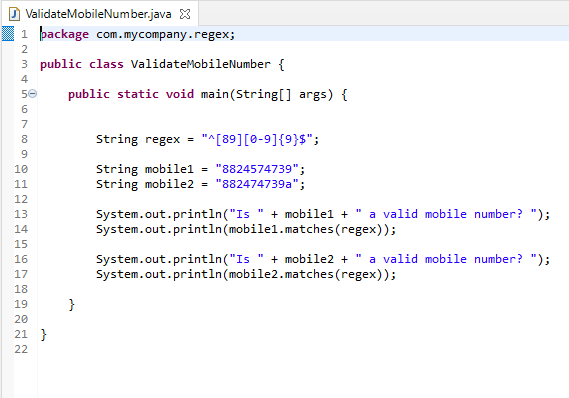 ValidateMobileNumber.java
1 package com.mycompany.regex;
2
3 public class ValidateMobileNumber {
4
5     public static void main(String[] args) {
6
7
8         String regex = "^[89][0-9]{9}$";
9
10         String mobile1 = "8824574739";
11         String mobile2 = "882474739a";
12
13         System.out.println("Is " + mobile1 + " a valid mobile number? ");
14         System.out.println(mobile1.matches(regex));
15
16         System.out.println("Is " + mobile2 + " a valid mobile number? ");
17         System.out.println(mobile2.matches(regex));
18
19     }
20
21 }
22